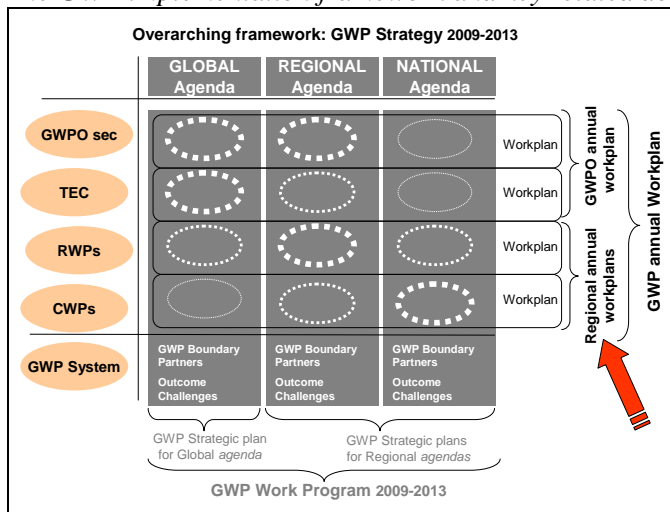 Overarching framework: GWP Strategy 2009-2013
GLOBAL REGIONAL NATIONAL
Agenda Agenda Agenda
GWPO sec Workplan
TEC Workplan
GWPO annual
workplan
RWPs Workplan
CWPs Workplan
Regional annual
workplans
GWP annual Workplan
GWP System
GWP Boundary GWP Boundary GWP Boundary
Partners Partners Partners
Outcome Outcome Outcome
Challenges Challenges Challenges
GWP Strategic plan GWP Strategic plans
for Global agenda for Regional agendas
GWP Work Program 2009-2013